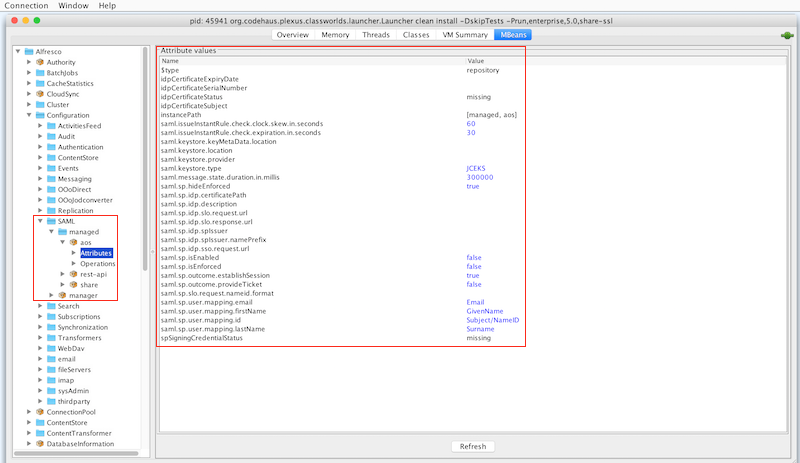 Connection Window Help
pid: 45941 org.codehaus.plexus.classworlds.launcher.Launcher clean install -DskipTests -Prun,enterprise,5.0,share-ssl
Overview Memory Threads Classes VM Summary MBeans
Alfresco
Authority
BatchJobs
CacheStatistics
CloudSync
Cluster
Configuration
ActivitiesFeed
Audit
Authentication
ContentStore
Events
Messaging
OOoDirect
OOoJodconverter
Replication
SAML
managed
aos
Attributes
Operations
rest-api
share
manager
Search
Subscriptions
Synchronization
Transformers
WebDav
email
fileServers
imap
sysAdmin
thirdparty
ConnectionPool
ContentStore
ContentTransformer
DatabaseInformation
Attribute values
Name Value
$type repository
idpCertificateExpiryDate
idpCertificateSerialNumber
idpCertificateStatus missing
idpCertificateSubject
instancePath [managed, aos]
saml.issueInstantRule.check.clock.skew.in.seconds 60
saml.issueInstantRule.check.expiration.in.seconds 30
saml.keystore.keyMetaData.location
saml.keystore.location
saml.keystore.provider
saml.keystore.type JCEKS
saml.message.state.duration.in.millis 300000
saml.sp.hideEnforced true
saml.sp.idp.certificatePath
saml.sp.idp.description
saml.sp.idp.slo.request.url
saml.sp.idp.slo.response.url
saml.sp.idp.spIssuer
saml.sp.idp.spIssuer.namePrefix
saml.sp.idp.sso.request.url
saml.sp.isEnabled false
saml.sp.isEnforced false
saml.sp.outcome.establishSession true
saml.sp.outcome.provideTicket false
saml.sp.slo.request.nameid.format
saml.sp.user.mapping.email Email
saml.sp.user.mapping.firstName GivenName
saml.sp.user.mapping.id Subject/NameID
saml.sp.user.mapping.lastName Surname
spSigningCredentialStatus missing
Refresh